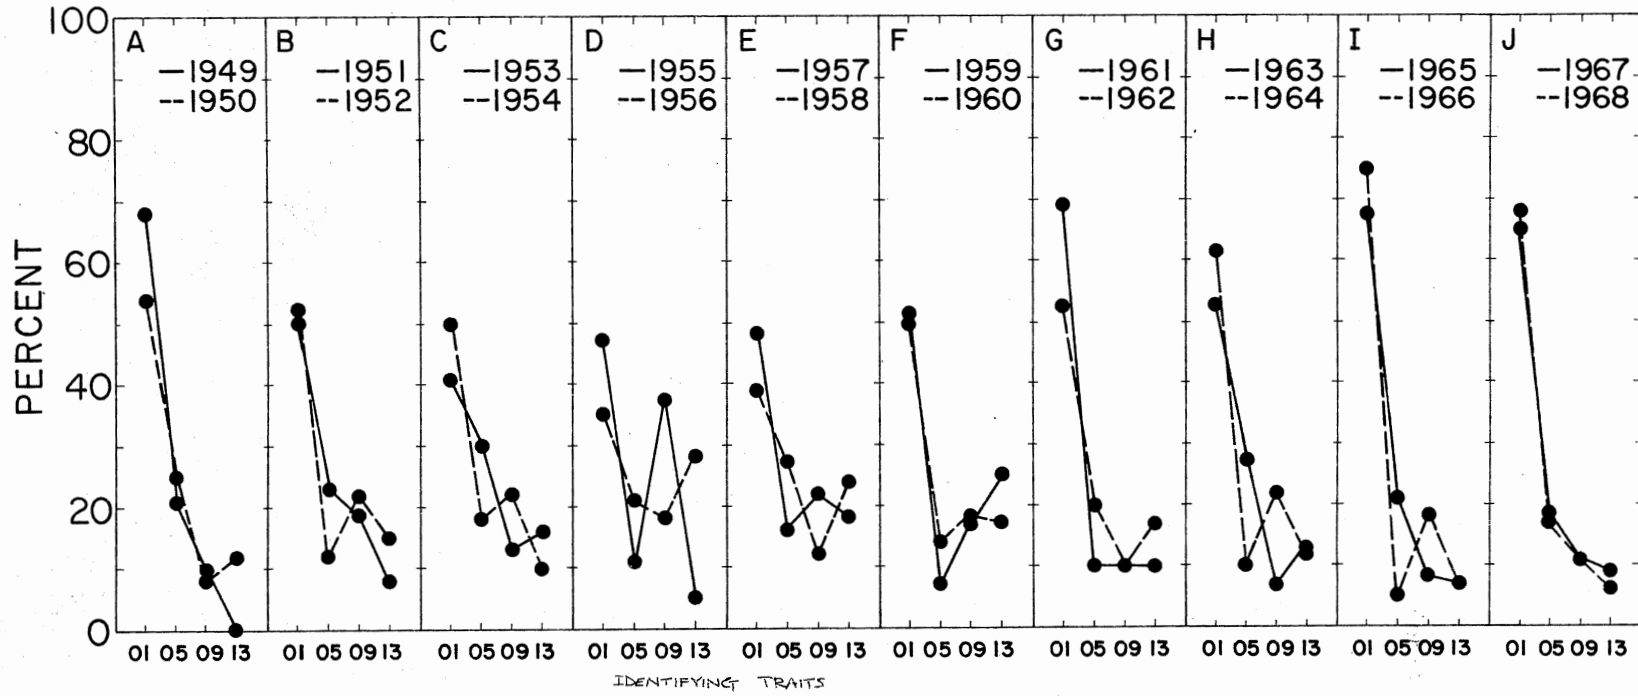 PERCENT
100
80
60
40
20
0
A
—1949
--1950
B
—1951
--1952
C
—1953
--1954
D
—1955
--1956
E
—1957
--1958
F
—1959
--1960
G
—1961
--1962
H
—1963
--1964
I
—1965
--1966
J
—1967
--1968
01 05 09 13 01 05 09 13 01 05 09 13 01 05 09 13 01 05 09 13 01 05 09 13 01 05 09 13 01 05 09 13 01 05 09 13 01 05 09 13
IDENTIFYING TRAITS